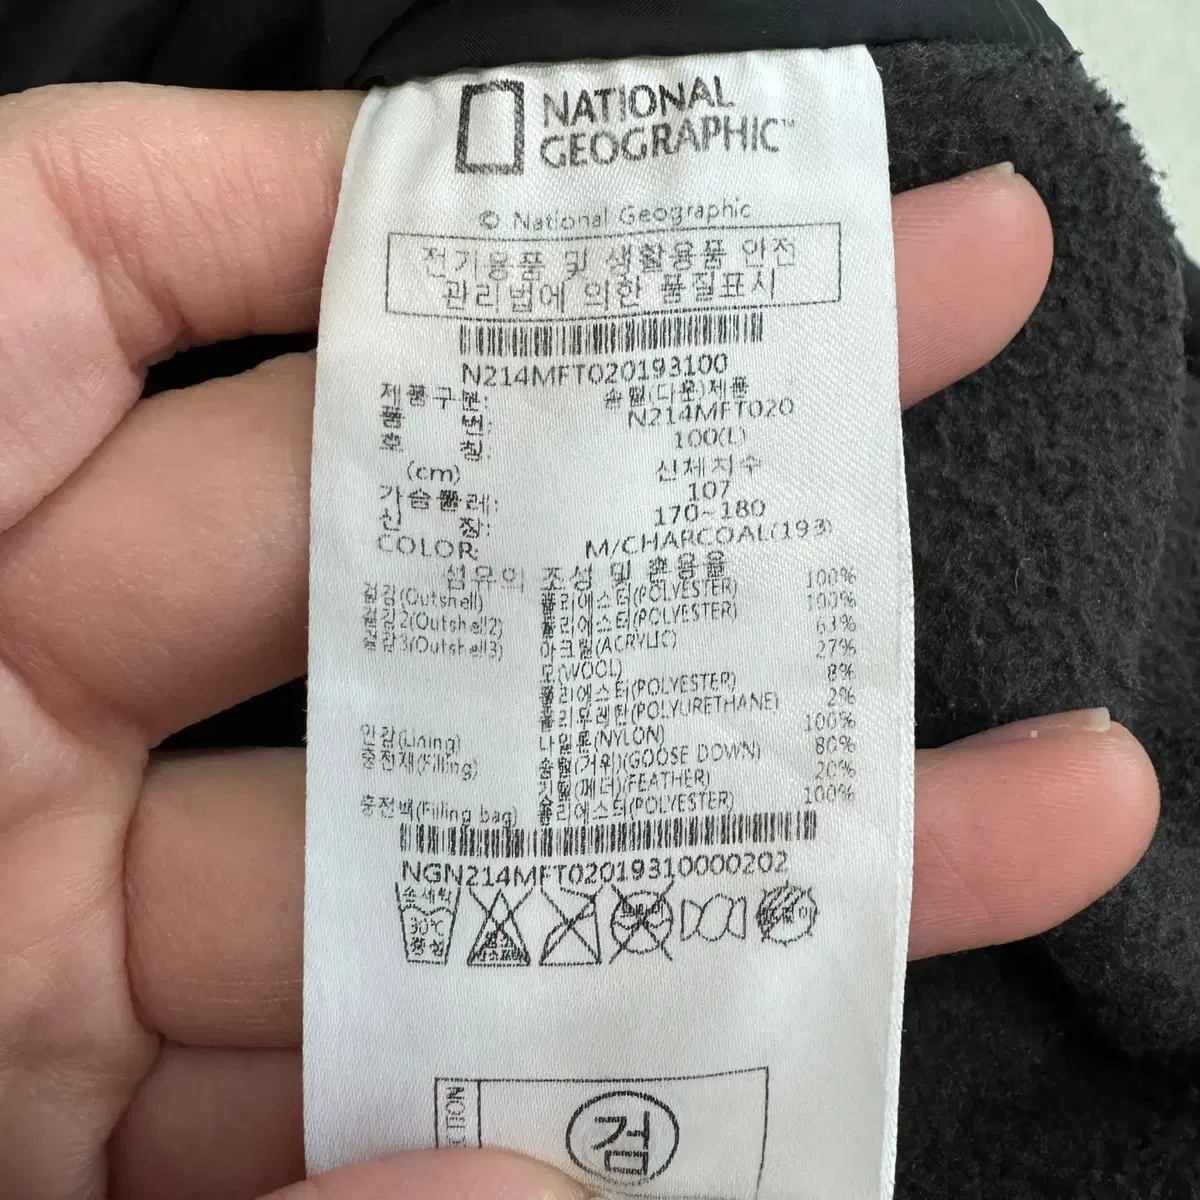 NATIONAL
GEOGRAPHIC™
© National Geographic
전기용품 및 생활용품 안전
관리법에 의한 품질표시
N214MFT020193100
제품구분: 솜털(다운)제품
품 번: N214MFT020
호 칭: 100(L)
(cm) 신체치수
가슴둘레: 107
신 장: 170~180
COLOR: M/CHARCOAL(193)
섬유의 조성 및 혼용율
겉감(Outshell) 폴리에스터(POLYESTER) 100%
겉감2(Outshell2) 폴리에스터(POLYESTER) 100%
겉감3(Outshell3) 아크릴(ACRYLIC) 63%
모(WOOL) 27%
폴리에스터(POLYESTER) 8%
폴리우레탄(POLYURETHANE) 2%
안감(Lining) 나일론(NYLON) 100%
충전재(Filling) 솜털(거위)(GOOSE DOWN) 80%
깃털(페더)(FEATHER) 20%
충전백(Filling bag) 폴리에스터(POLYESTER) 100%
NGN214MFT02019310000202
손세탁
30℃
중성
검